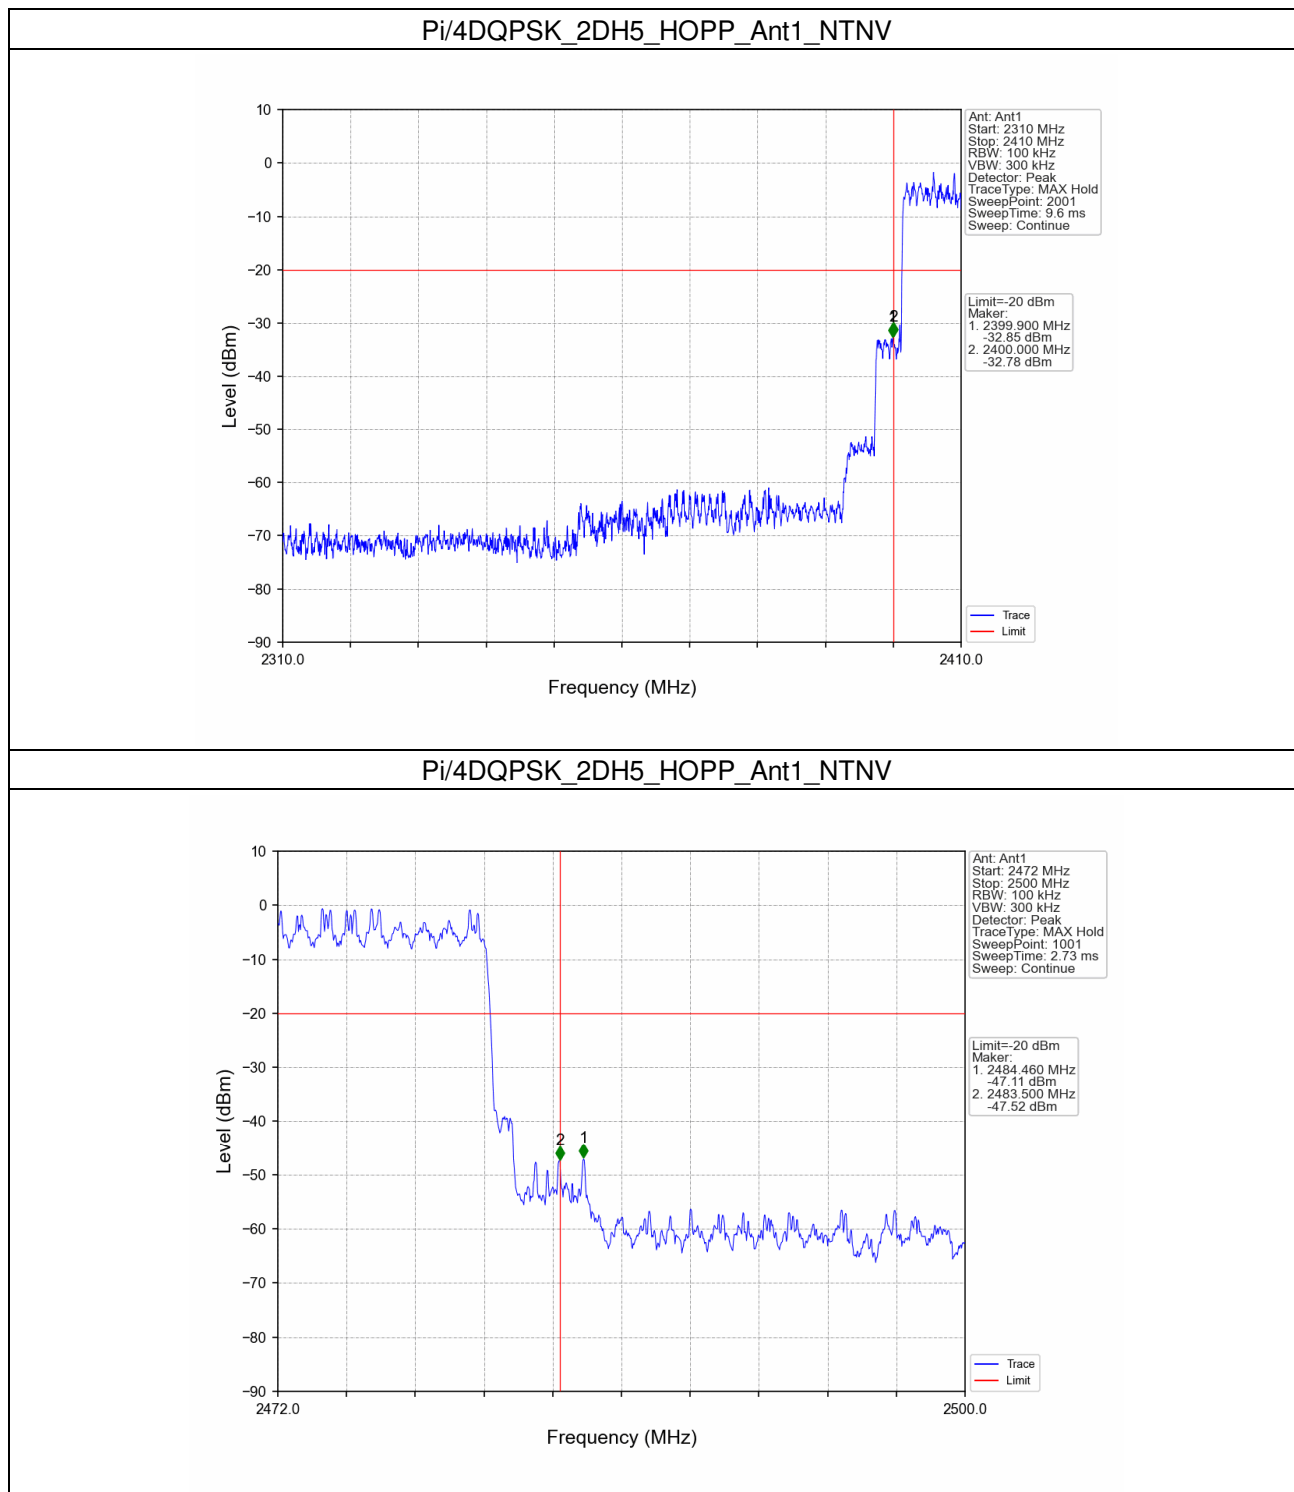 Pi/4DQPSK_2DH5_HOPP_Ant1_NTNV
10
0
−10
−20
−30
−40
−50
−60
−70
−80
−90
Level (dBm)
2310.0
2410.0
Frequency (MHz)
2
Ant: Ant1
Start: 2310 MHz
Stop: 2410 MHz
RBW: 100 kHz
VBW: 300 kHz
Detector: Peak
TraceType: MAX Hold
SweepPoint: 2001
SweepTime: 9.6 ms
Sweep: Continue
Limit=-20 dBm
Maker:
1. 2399.900 MHz
-32.85 dBm
2. 2400.000 MHz
-32.78 dBm
Trace
Limit
Pi/4DQPSK_2DH5_HOPP_Ant1_NTNV
10
0
−10
−20
−30
−40
−50
−60
−70
−80
−90
Level (dBm)
2472.0
2500.0
Frequency (MHz)
2
1
Ant: Ant1
Start: 2472 MHz
Stop: 2500 MHz
RBW: 100 kHz
VBW: 300 kHz
Detector: Peak
TraceType: MAX Hold
SweepPoint: 1001
SweepTime: 2.73 ms
Sweep: Continue
Limit=-20 dBm
Maker:
1. 2484.460 MHz
-47.11 dBm
2. 2483.500 MHz
-47.52 dBm
Trace
Limit